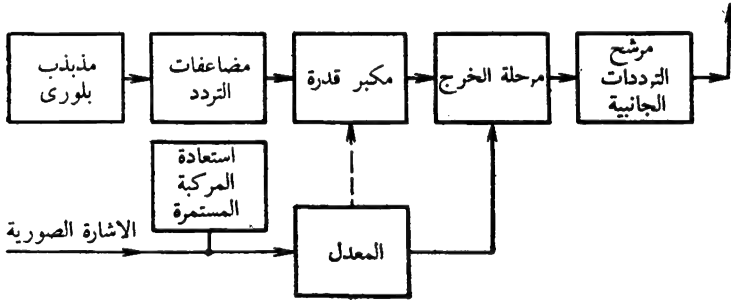 مذبذب
بلورى
مضاعفات
التردد
مكبر قدرة
مرحلة الخرج
مرشح
الترددات
الجانبية
استعادة
المركبة
المستمرة
الاشارة الصورية
المعدل